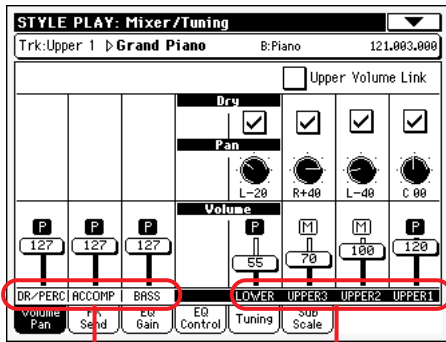 STYLE PLAY: Mixer/Tuning
Trk:Upper 1 ▷Grand Piano B:Piano 121.003.000
Upper Volume Link
Dry
Pan
L-20 R+40 L-40 C 00
Volume
P P P P M M P
127 127 127 55 70 100 120
DR/PERC ACCOMP BASS LOWER UPPER3 UPPER2 UPPER1
Volume Pan FX Send EQ Gain EQ Control Tuning Sub Scale